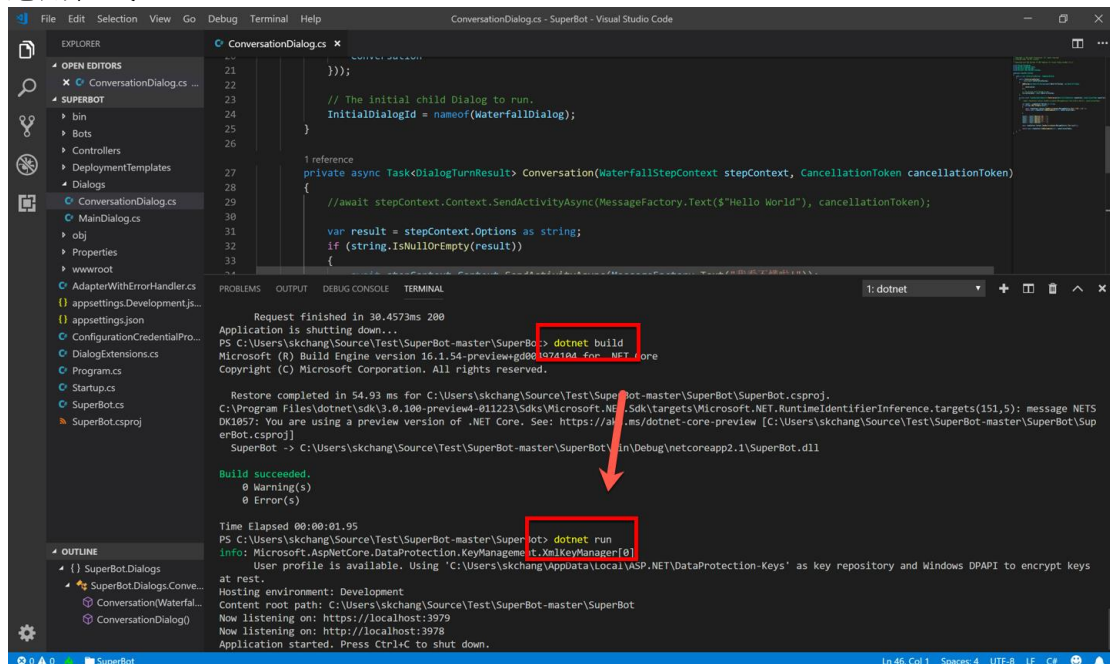 File Edit Selection View Go Debug Terminal Help ConversationDialog.cs - SuperBot - Visual Studio Code
EXPLORER
OPEN EDITORS
ConversationDialog.cs ...
SUPERBOT
bin
Bots
Controllers
DeploymentTemplates
Dialogs
ConversationDialog.cs
MainDialog.cs
obj
Properties
wwwroot
AdapterWithErrorHandler.cs
appsettings.Development.js...
appsettings.json
ConfigurationCredentialPro...
DialogExtensions.cs
Program.cs
Startup.cs
SuperBot.cs
SuperBot.csproj
OUTLINE
{} SuperBot.Dialogs
SuperBot.Dialogs.Conve...
Conversation(Waterfal...
ConversationDialog()
ConversationDialog.cs
21 }));
22
23 // The initial child Dialog to run.
24 InitialDialogId = nameof(WaterfallDialog);
25 }
26
1 reference
27 private async Task<DialogTurnResult> Conversation(WaterfallStepContext stepContext, CancellationToken cancellationToken)
28 {
29 //await stepContext.Context.SendActivityAsync(MessageFactory.Text($"Hello World"), cancellationToken);
30
31 var result = stepContext.Options as string;
32 if (string.IsNullOrEmpty(result))
33 {
PROBLEMS OUTPUT DEBUG CONSOLE TERMINAL 1: dotnet
Request finished in 30.4573ms 200
Application is shutting down...
PS C:\Users\skchang\Source\Test\SuperBot-master\SuperBot> dotnet build
Microsoft (R) Build Engine version 16.1.54-preview+gd004974104 for .NET Core
Copyright (C) Microsoft Corporation. All rights reserved.
Restore completed in 54.93 ms for C:\Users\skchang\Source\Test\SuperBot-master\SuperBot\SuperBot.csproj.
C:\Program Files\dotnet\sdk\3.0.100-preview4-011223\Sdks\Microsoft.NET.Sdk\targets\Microsoft.NET.RuntimeIdentifierInference.targets(151,5): message NETS
DK1057: You are using a preview version of .NET Core. See: https://aka.ms/dotnet-core-preview [C:\Users\skchang\Source\Test\SuperBot-master\SuperBot\Sup
erBot.csproj]
SuperBot -> C:\Users\skchang\Source\Test\SuperBot-master\SuperBot\bin\Debug\netcoreapp2.1\SuperBot.dll
Build succeeded.
0 Warning(s)
0 Error(s)
Time Elapsed 00:00:01.95
PS C:\Users\skchang\Source\Test\SuperBot-master\SuperBot> dotnet run
info: Microsoft.AspNetCore.DataProtection.KeyManagement.XmlKeyManager[0]
User profile is available. Using 'C:\Users\skchang\AppData\Local\ASP.NET\DataProtection-Keys' as key repository and Windows DPAPI to encrypt keys
at rest.
Hosting environment: Development
Content root path: C:\Users\skchang\Source\Test\SuperBot-master\SuperBot
Now listening on: https://localhost:3979
Now listening on: http://localhost:3978
Application started. Press Ctrl+C to shut down.
0 0 SuperBot Ln 46, Col 1 Spaces: 4 UTF-8 LF C#